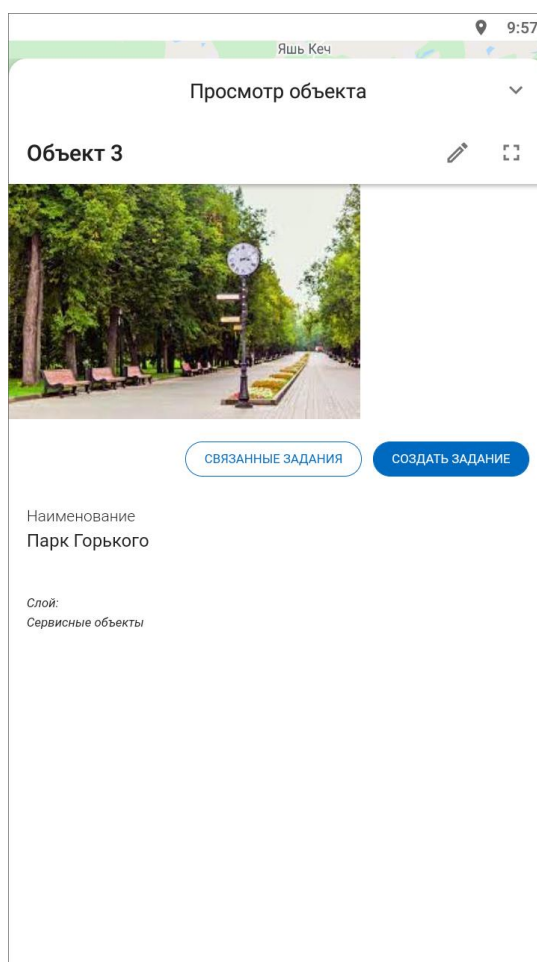 9:57
Яшь Кеч
Просмотр объекта
Объект 3
СВЯЗАННЫЕ ЗАДАНИЯ
СОЗДАТЬ ЗАДАНИЕ
Наименование
Парк Горького
Слой:
Сервисные объекты